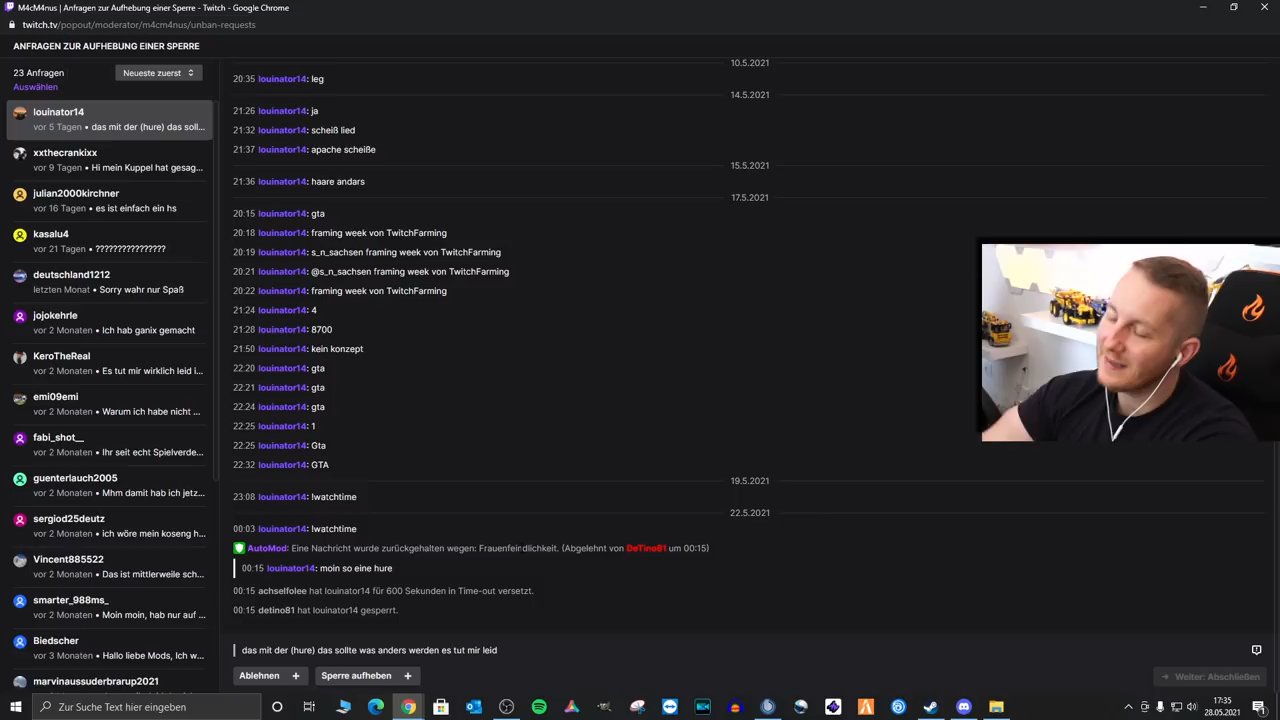 M4cM4nus | Anfragen zur Aufhebung einer Sperre - Twitch - Google Chrome
twitch.tv/popout/moderator/m4cm4nus/unban-requests
ANFRAGEN ZUR AUFHEBUNG EINER SPERRE
23 Anfragen
Neueste zuerst
Auswählen
louinator14
vor 5 Tagen • das mit der (hure) das soll...
xxthecrankixx
vor 9 Tagen • Hi mein Kuppel hat gesag...
julian2000kirchner
vor 16 Tagen • es ist einfach ein hs
kasalu4
vor 21 Tagen • ????????????????
deutschland1212
letzten Monat • Sorry wahr nur Spaß
jojokehrle
vor 2 Monaten • Ich hab ganix gemacht
KeroTheReal
vor 2 Monaten • Es tut mir wirklich leid i...
emi09emi
vor 2 Monaten • Warum ich habe nicht ...
fabi_shot__
vor 2 Monaten • Ihr seit echt Spielverde...
guenterlauch2005
vor 2 Monaten • Mhm damit hab ich jetz...
sergiod25deutz
vor 2 Monaten • ich wöre mein koseng h...
Vincent885522
vor 2 Monaten • Das ist mittlerweile sch...
smarter_988ms_
vor 2 Monaten • Moin moin, hab nur auf ...
Biedscher
vor 3 Monaten • Hallo liebe Mods, Ich w...
marvinaussuderbrarup2021
10.5.2021
20:35 louinator14: leg
14.5.2021
21:26 louinator14: ja
21:32 louinator14: scheiß lied
21:37 louinator14: apache scheiße
15.5.2021
21:36 louinator14: haare andars
17.5.2021
20:15 louinator14: gta
20:18 louinator14: framing week von TwitchFarming
20:19 louinator14: s_n_sachsen framing week von TwitchFarming
20:21 louinator14: @s_n_sachsen framing week von TwitchFarming
20:22 louinator14: framing week von TwitchFarming
21:24 louinator14: 4
21:28 louinator14: 8700
21:50 louinator14: kein konzept
22:20 louinator14: gta
22:21 louinator14: gta
22:24 louinator14: gta
22:25 louinator14: 1
22:25 louinator14: Gta
22:32 louinator14: GTA
19.5.2021
23:08 louinator14: !watchtime
22.5.2021
00:03 louinator14: !watchtime
AutoMod: Eine Nachricht wurde zurückgehalten wegen: Frauenfeindlichkeit. (Abgelehnt von DeTino81 um 00:15)
00:15 louinator14: moin so eine hure
00:15 achselfolee hat louinator14 für 600 Sekunden in Time-out versetzt.
00:15 detino81 hat louinator14 gesperrt.
das mit der (hure) das sollte was anders werden es tut mir leid
Ablehnen +
Sperre aufheben +
Weiter: Abschließen
Zur Suche Text hier eingeben
17:35
28.05.2021